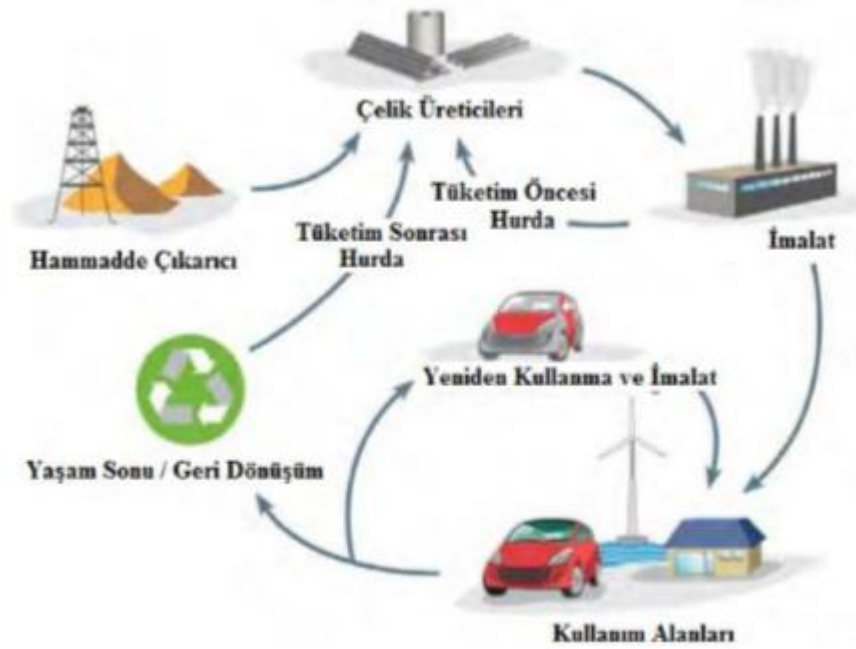 Çelik Üreticileri
Tüketim Öncesi
Hurda
Tüketim Sonrası
Hurda
Hammadde Çıkarıcı
İmalat
Yeniden Kullanma ve İmalat
Yaşam Sonu / Geri Dönüşüm
Kullanım Alanları